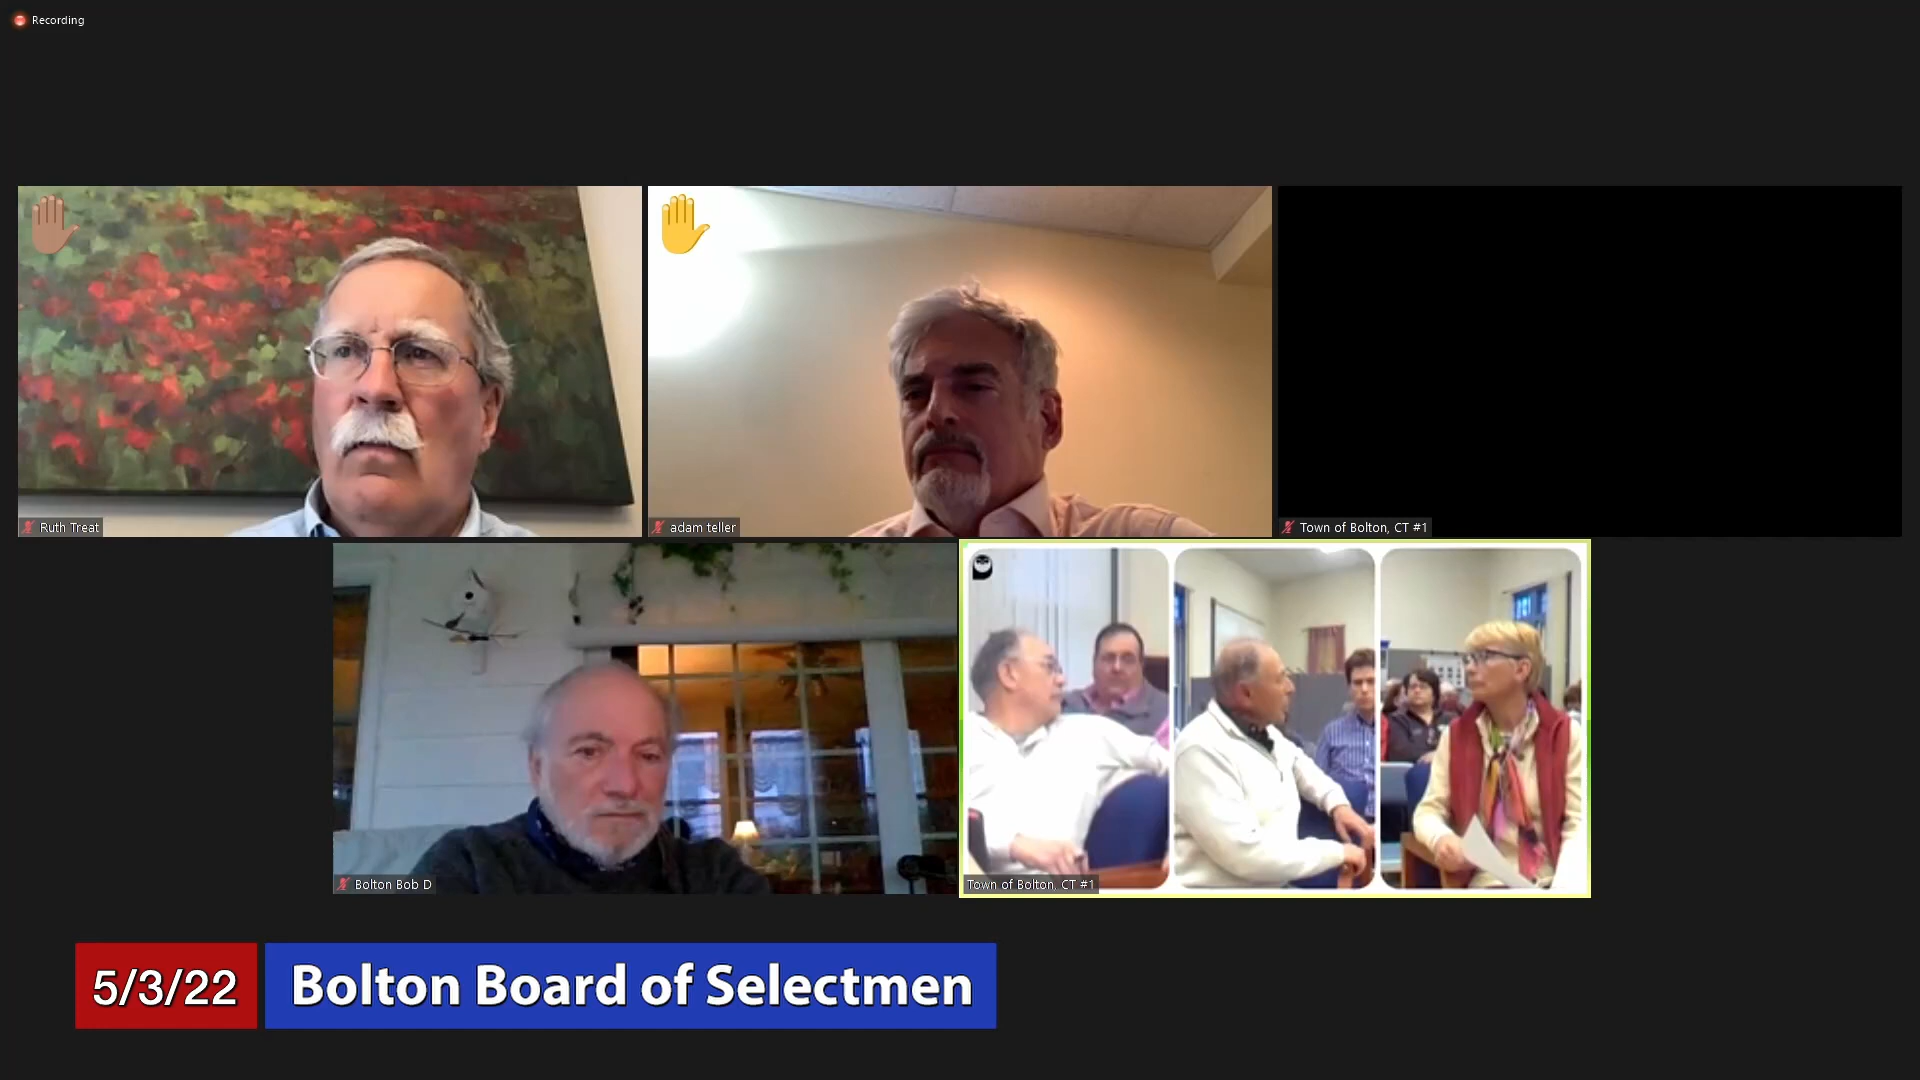 Recording
Ruth Treat
adam teller
Town of Bolton, CT #1
Bolton Bob D
Town of Bolton, CT #1
5/3/22
Bolton Board of Selectmen